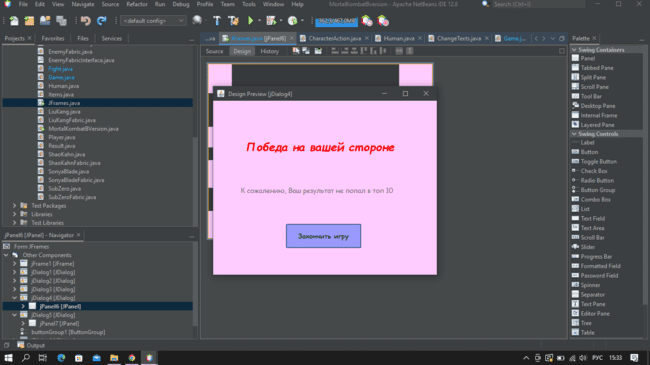 File Edit View Navigate Source Refactor Run Debug Profile Team Tools Window Help
MortalKombatBVersion - Apache NetBeans IDE 12.6
Search (Ctrl+I)
<default config>
Projects Files Services
...va JFrames.java [JPanel6] CharacterAction.java Human.java ChangeTexts.java Game.java
Source Design History
Palette
EnemyFabric.java
EnemyFabricInterface.java
Fight.java
Game.java
Human.java
Items.java
JFrames.java
LiuKang.java
LiuKangFabric.java
MortalKombatBVersion.java
Player.java
Result.java
ShaoKahn.java
ShaoKahnFabric.java
SonyaBlade.java
SonyaBladeFabric.java
SubZero.java
SubZeroFabric.java
Test Packages
Libraries
Test Libraries
jPanel6 [JPanel] - Navigator
Form JFrames
Other Components
jFrame1 [JFrame]
jDialog1 [JDialog]
jDialog2 [JDialog]
jDialog3 [JDialog]
jDialog4 [JDialog]
jPanel6 [JPanel]
jDialog5 [JDialog]
jPanel7 [JPanel]
buttonGroup1 [ButtonGroup]
Design Preview [jDialog4]
Победа на вашей стороне
К сожалению, Ваш результат не попал в топ 10
Закончить игру
Swing Containers
Panel
Tabbed Pane
Split Pane
Scroll Pane
Tool Bar
Desktop Pane
Internal Frame
Layered Pane
Swing Controls
Label
Button
Toggle Button
Check Box
Radio Button
Button Group
Combo Box
List
Text Field
Text Area
Scroll Bar
Slider
Progress Bar
Formatted Field
Password Field
Spinner
Separator
Text Pane
Editor Pane
Tree
Table
Output
РУС 15:33